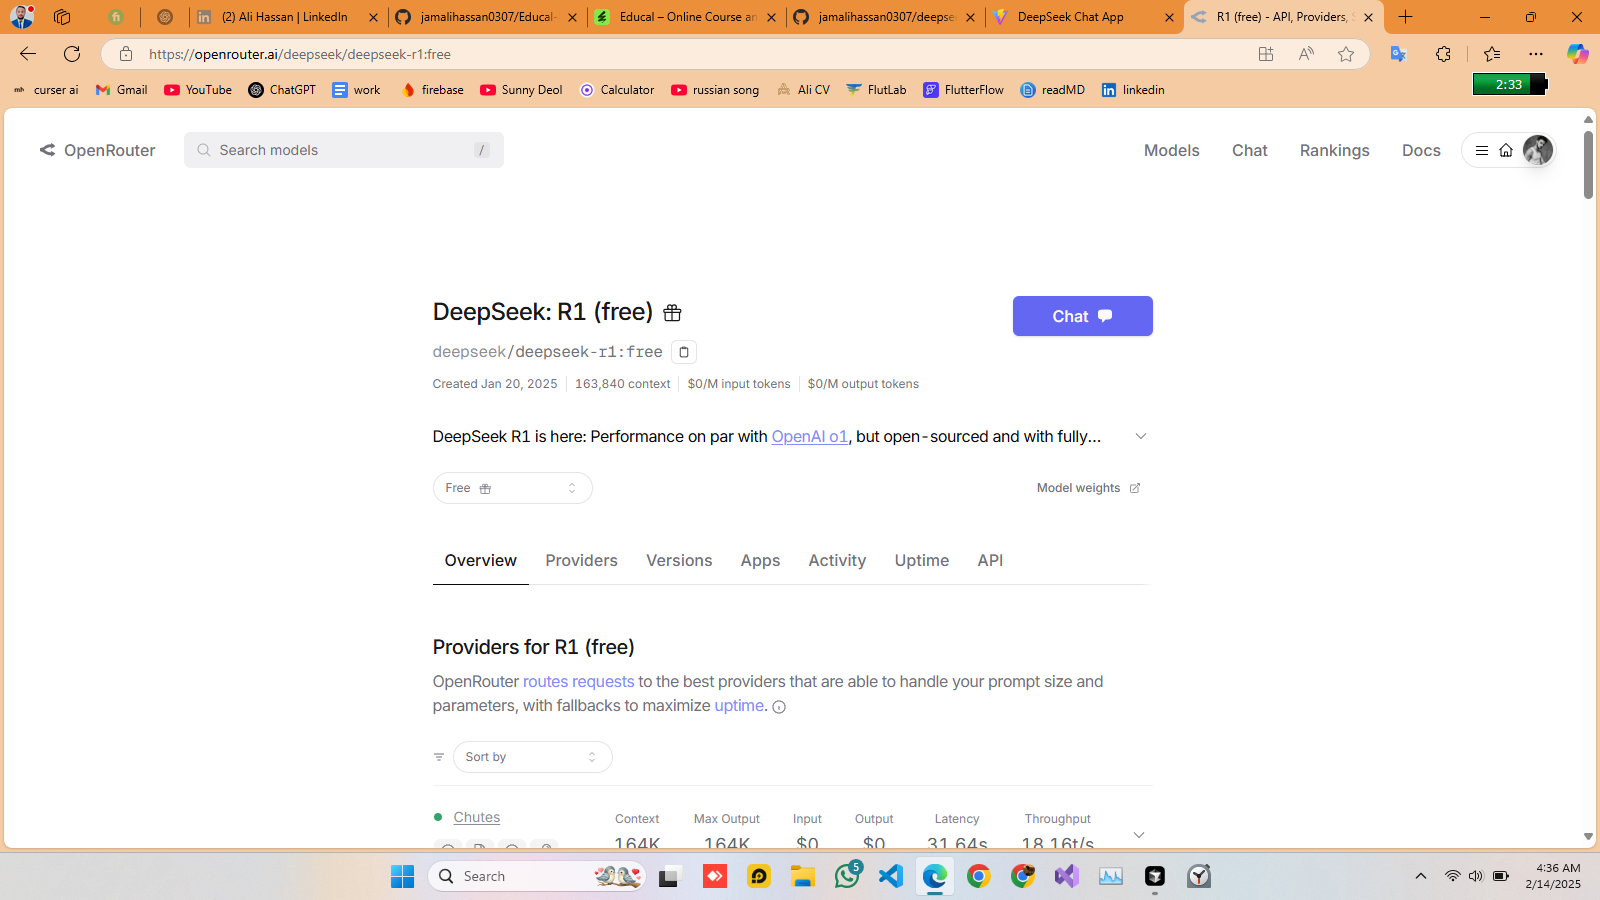 (2) Ali Hassan | LinkedIn
jamalihassan0307/Educal-
Educal – Online Course an
jamalihassan0307/deepse
DeepSeek Chat App
R1 (free) - API, Providers,
https://openrouter.ai/deepseek/deepseek-r1:free
curser ai
Gmail
YouTube
ChatGPT
work
firebase
Sunny Deol
Calculator
russian song
Ali CV
FlutLab
FlutterFlow
readMD
linkedin
2:33
OpenRouter
Search models
/
Models
Chat
Rankings
Docs
DeepSeek: R1 (free)
Chat
deepseek/deepseek-r1:free
Created Jan 20, 2025
163,840 context
$0/M input tokens
$0/M output tokens
DeepSeek R1 is here: Performance on par with OpenAI o1, but open-sourced and with fully...
Free
Model weights
Overview
Providers
Versions
Apps
Activity
Uptime
API
Providers for R1 (free)
OpenRouter routes requests to the best providers that are able to handle your prompt size and
parameters, with fallbacks to maximize uptime.
Sort by
Chutes
Context
Max Output
Input
Output
Latency
Throughput
164K
164K
$0
$0
31.64s
18.16t/s
Search
5
4:36 AM
2/14/2025